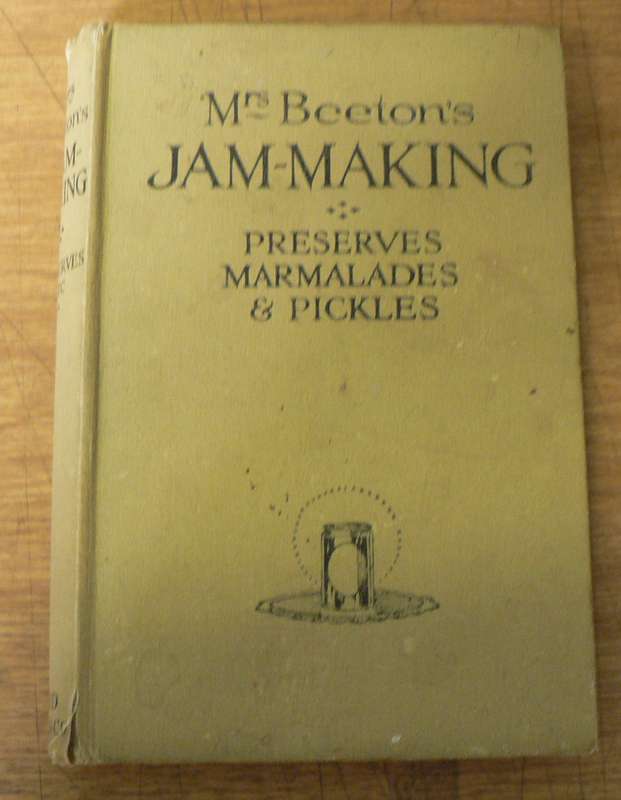 Mrs Beeton's
JAM-MAKING
PRESERVES
MARMALADES
& PICKLES